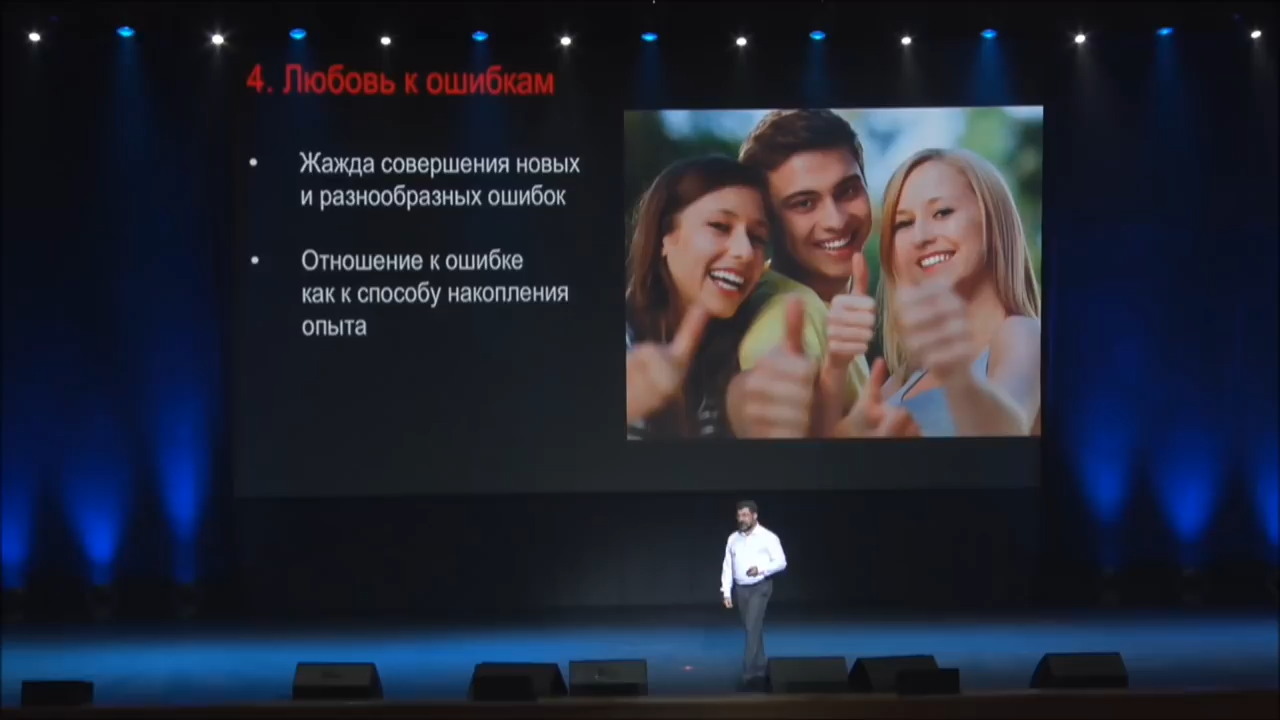 4. Любовь к ошибкам
• Жажда совершения новых
и разнообразных ошибок
• Отношение к ошибке
как к способу накопления
опыта